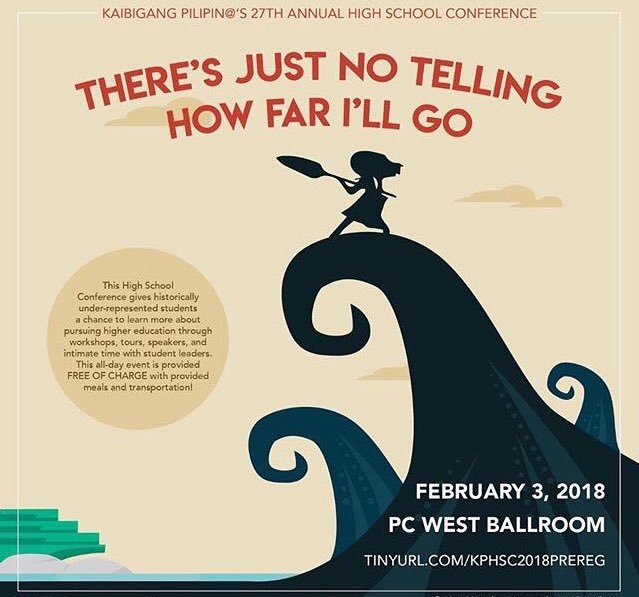 KAIBIGANG PILIPIN@'S 27TH ANNUAL HIGH SCHOOL CONFERENCE
THERE'S JUST NO TELLING
HOW FAR I'LL GO
This High School
Conference gives historically
under-represented students
a chance to learn more about
pursuing higher education through
workshops, tours, speakers, and
intimate time with student leaders.
This all-day event is provided
FREE OF CHARGE with provided
meals and transportation!
FEBRUARY 3, 2018
PC WEST BALLROOM
TINYURL.COM/KPHSC2018PREREG